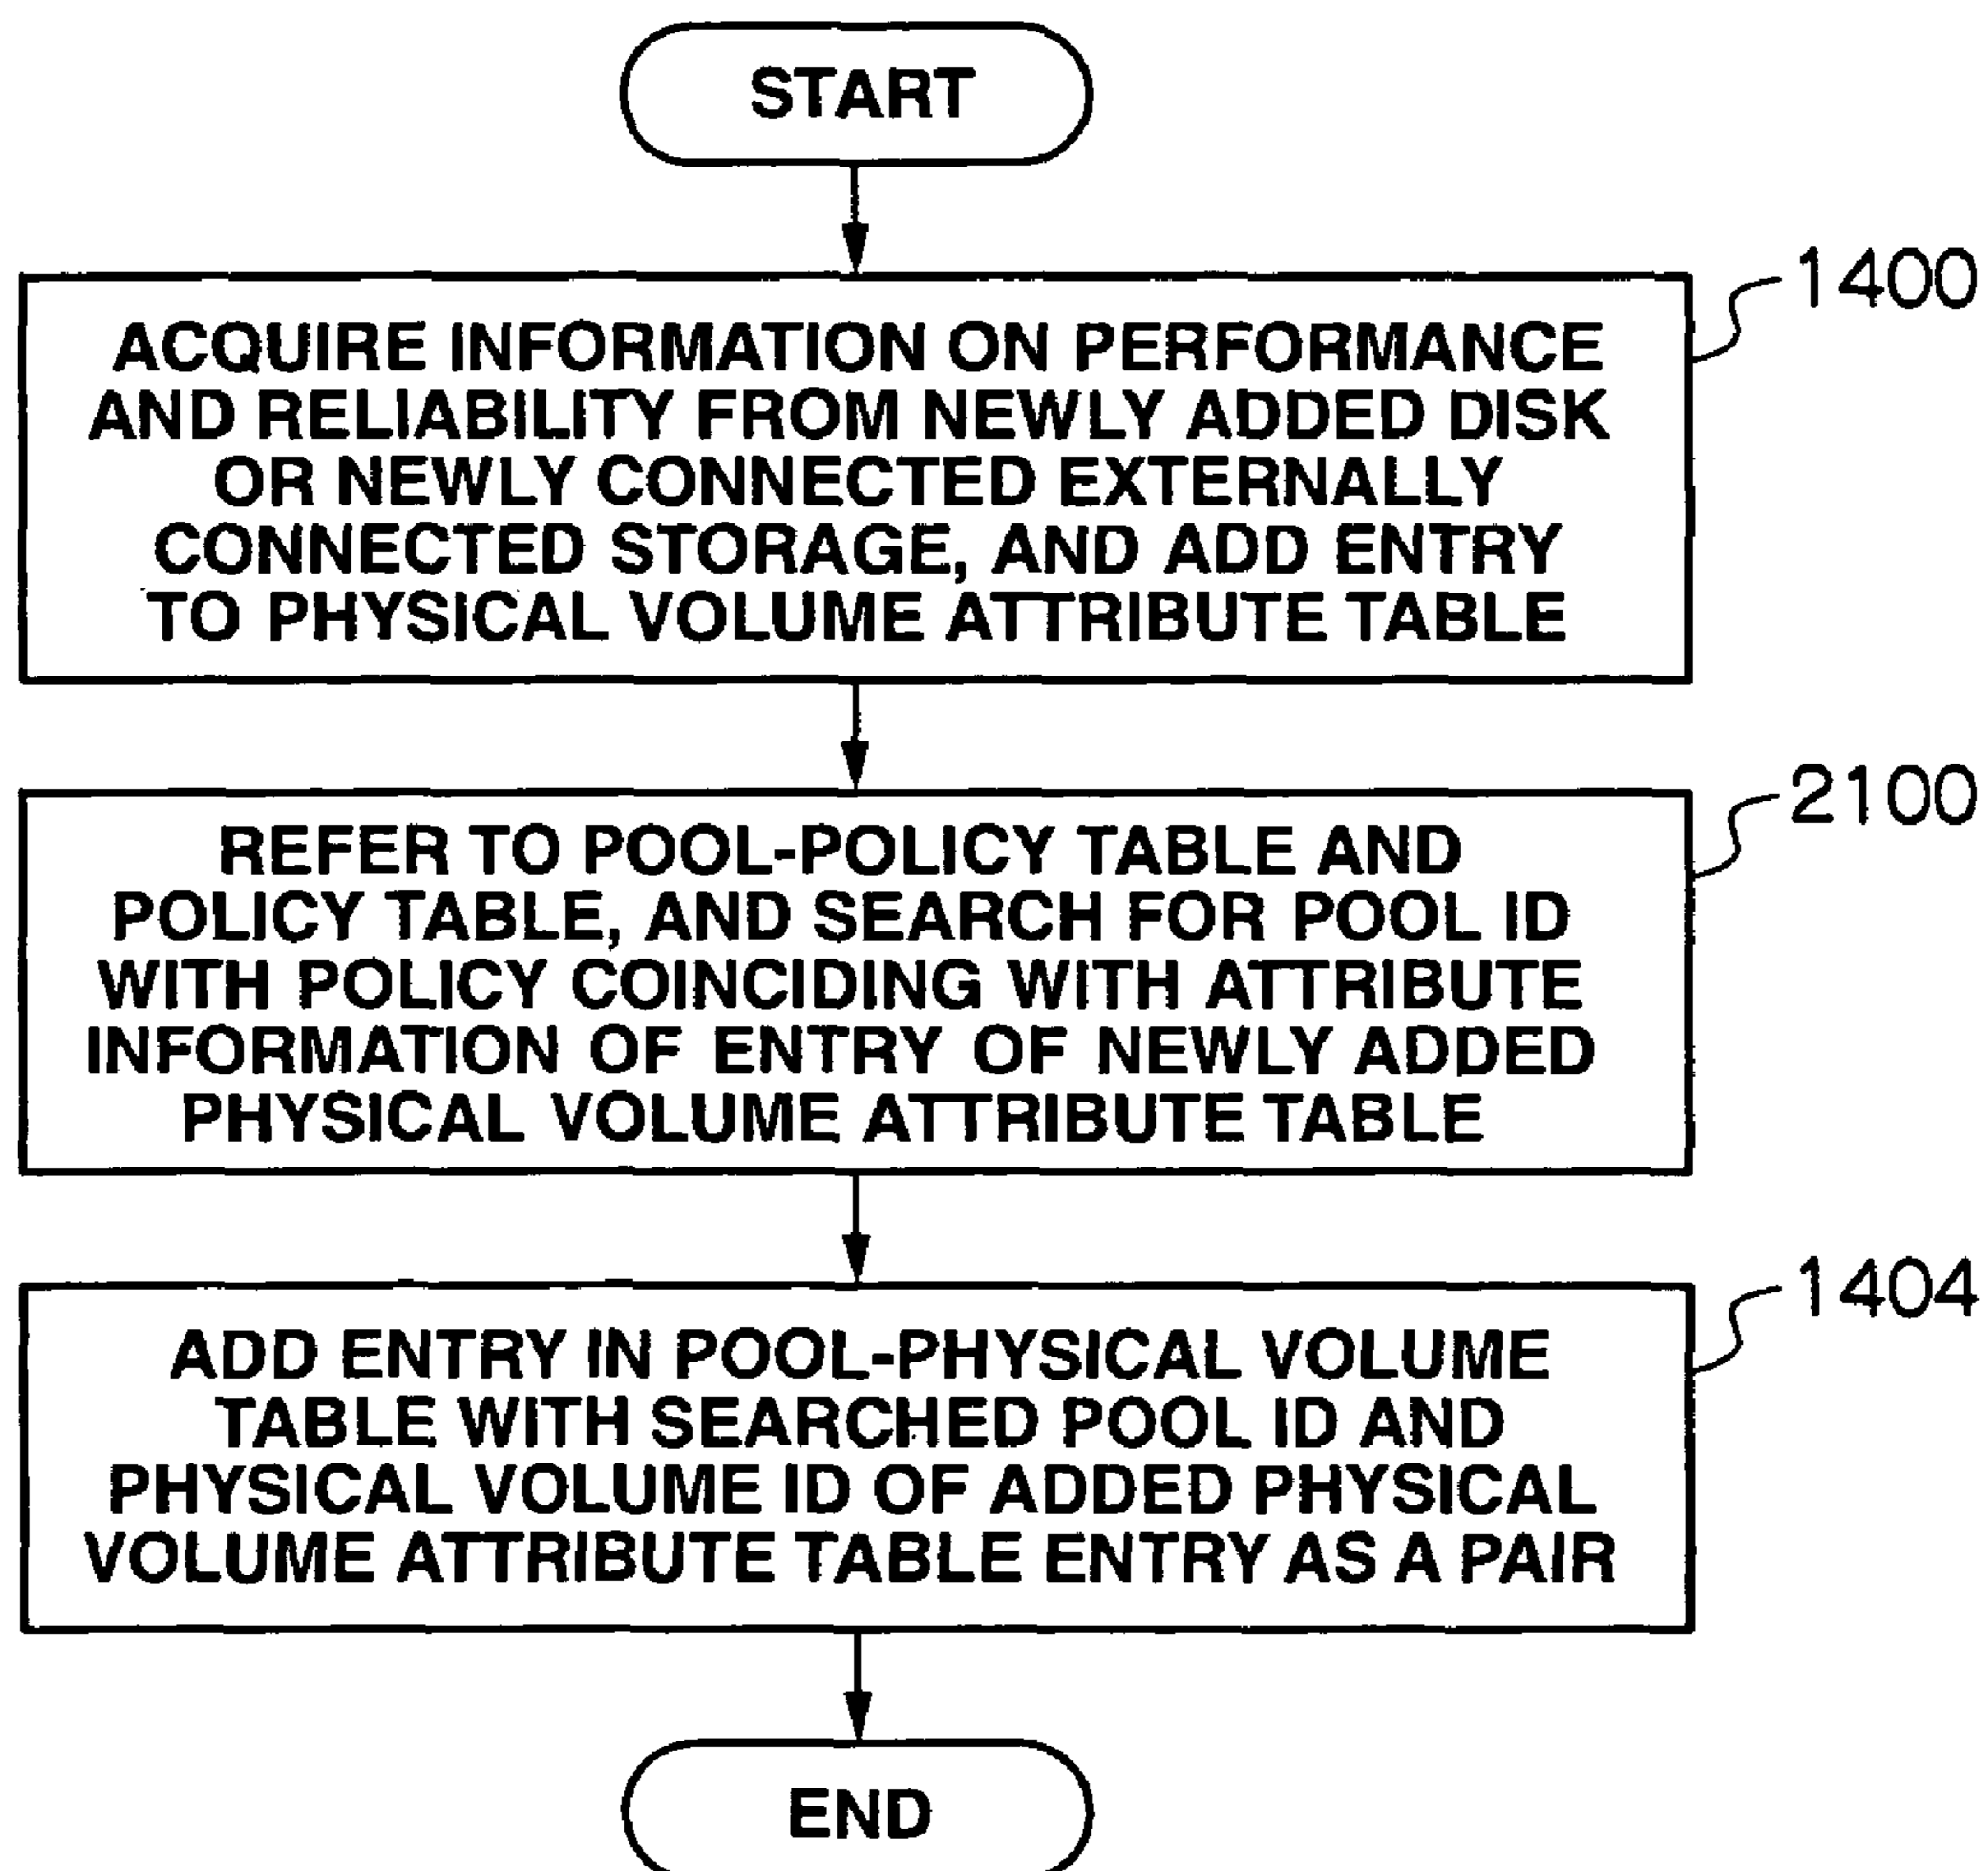 START
1400
ACQUIRE INFORMATION ON PERFORMANCE
AND RELIABILITY FROM NEWLY ADDED DISK
OR NEWLY CONNECTED EXTERNALLY
CONNECTED STORAGE, AND ADD ENTRY
TO PHYSICAL VOLUME ATTRIBUTE TABLE
2100
REFER TO POOL-POLICY TABLE AND
POLICY TABLE, AND SEARCH FOR POOL ID
WITH POLICY COINCIDING WITH ATTRIBUTE
INFORMATION OF ENTRY OF NEWLY ADDED
PHYSICAL VOLUME ATTRIBUTE TABLE
1404
ADD ENTRY IN POOL-PHYSICAL VOLUME
TABLE WITH SEARCHED POOL ID AND
PHYSICAL VOLUME ID OF ADDED PHYSICAL
VOLUME ATTRIBUTE TABLE ENTRY AS A PAIR
END